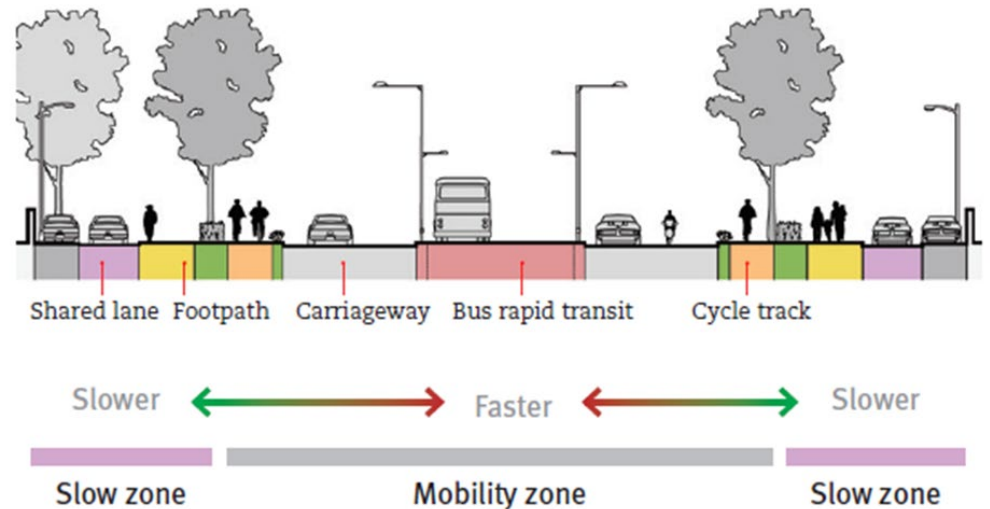 Shared lane Footpath Carriageway Bus rapid transit Cycle track
Slower Faster Slower
Slow zone Mobility zone Slow zone